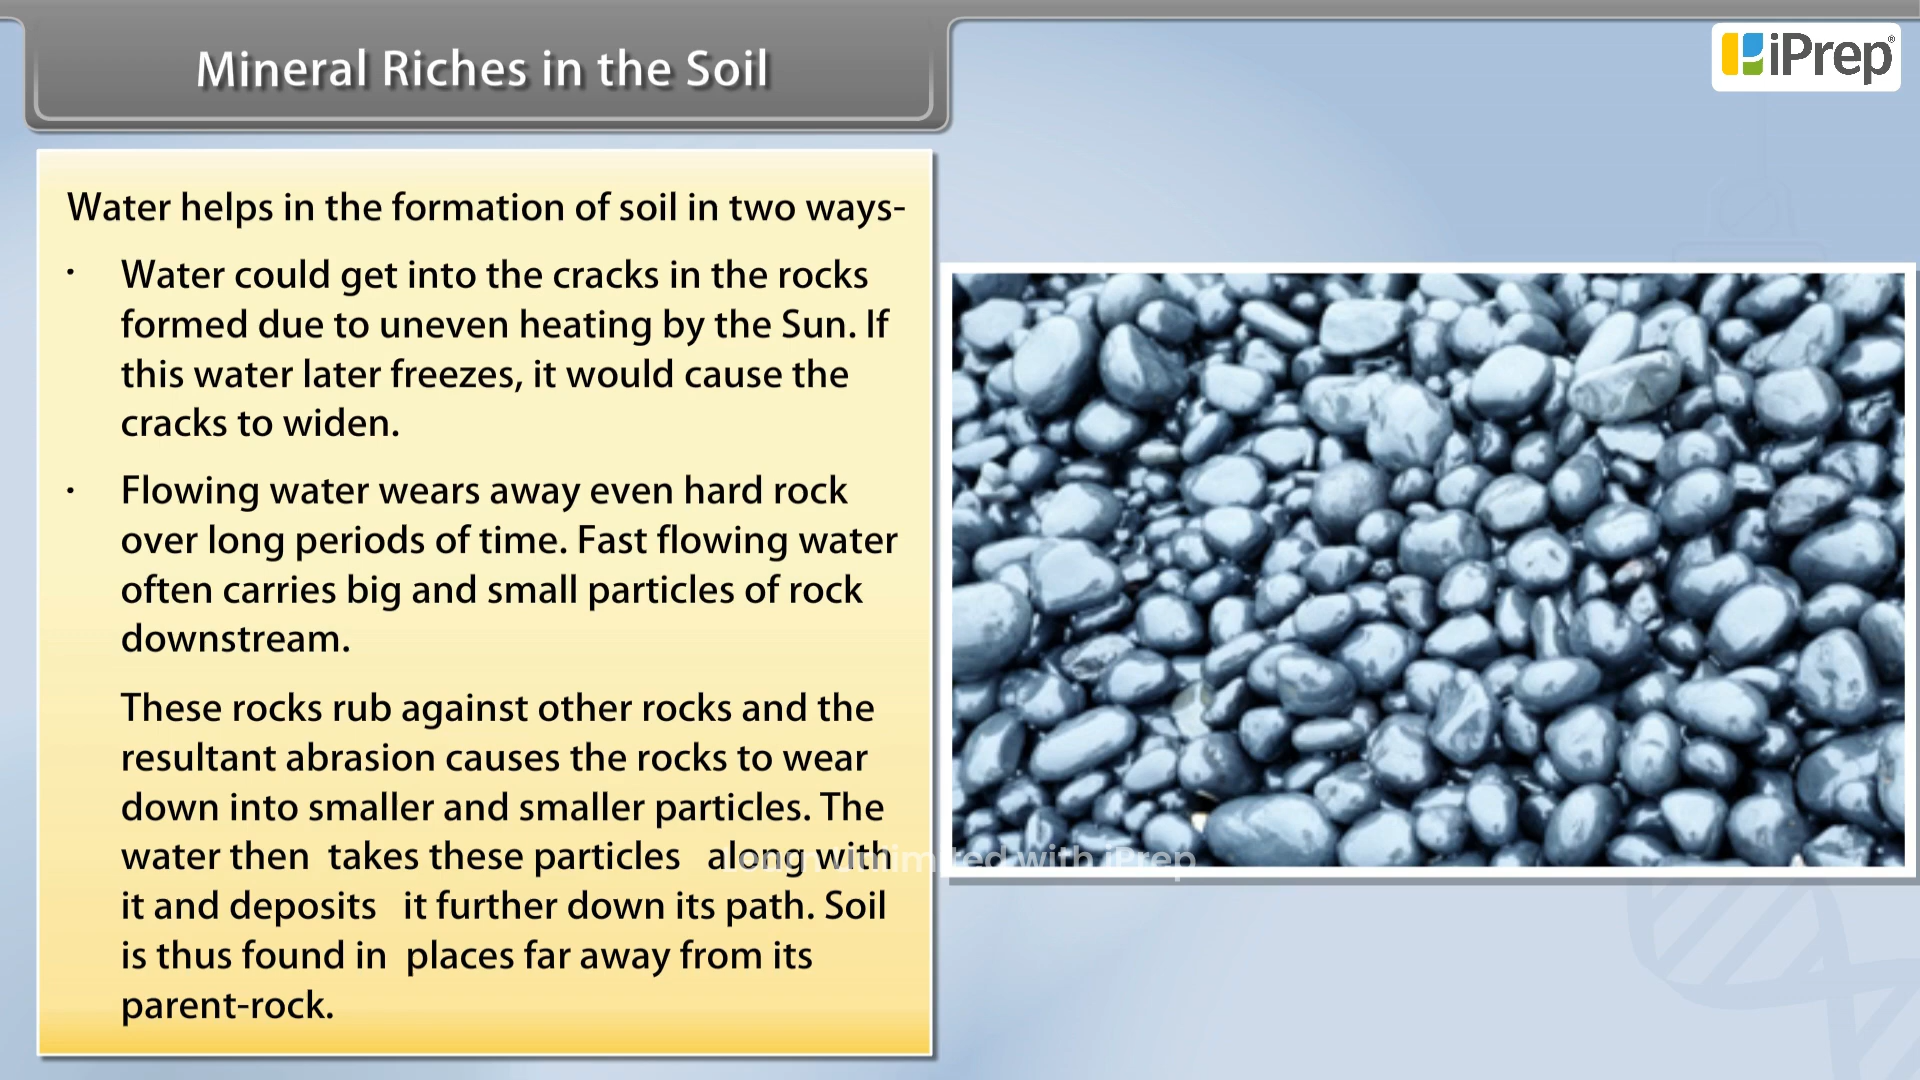 Mineral Riches in the Soil
iPrep®
Water helps in the formation of soil in two ways-
· Water could get into the cracks in the rocks
formed due to uneven heating by the Sun. If
this water later freezes, it would cause the
cracks to widen.
· Flowing water wears away even hard rock
over long periods of time. Fast flowing water
often carries big and small particles of rock
downstream.
These rocks rub against other rocks and the
resultant abrasion causes the rocks to wear
down into smaller and smaller particles. The
water then takes these particles along with
it and deposits it further down its path. Soil
is thus found in places far away from its
parent-rock.
Learn Unlimited with iPrep